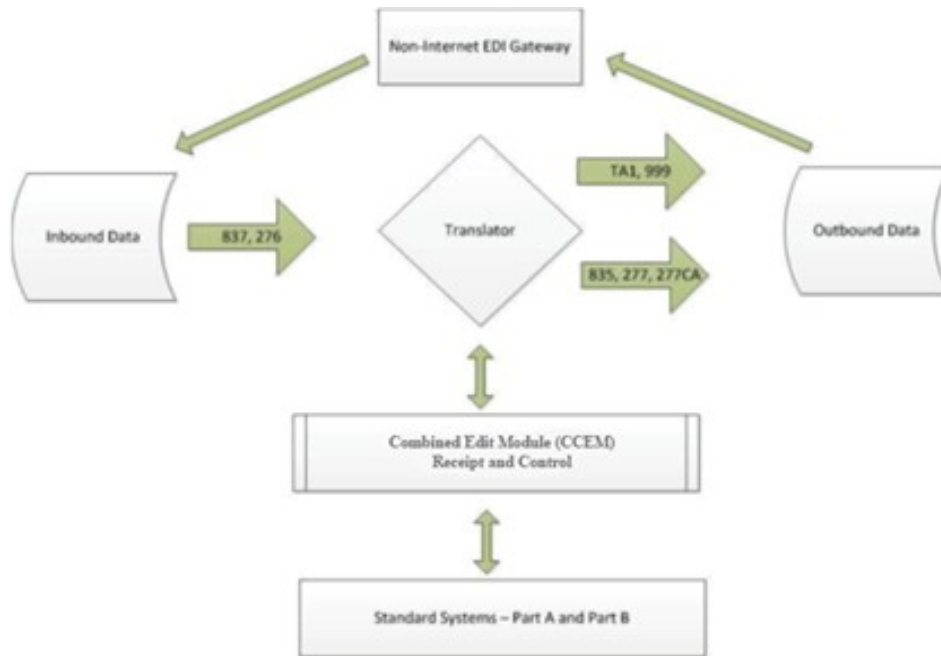 Non-Internet EDI Gateway
TA1, 999
Inbound Data
837, 276
Translator
Outbound Data
835, 277, 277CA
Combined Edit Module (CCEM)
Receipt and Control
Standard Systems – Part A and Part B